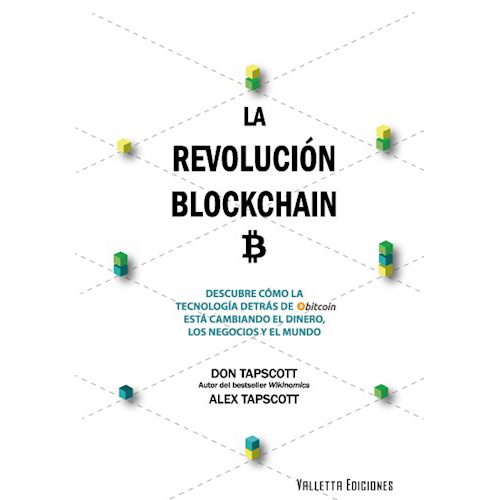 LA
REVOLUCIÓN
BLOCKCHAIN
₿
DESCUBRE CÓMO LA
TECNOLOGÍA DETRÁS DE bitcoin
ESTÁ CAMBIANDO EL DINERO,
LOS NEGOCIOS Y EL MUNDO
DON TAPSCOTT
Autor del bestseller Wikinomics
ALEX TAPSCOTT
VALLETTA EDICIONES